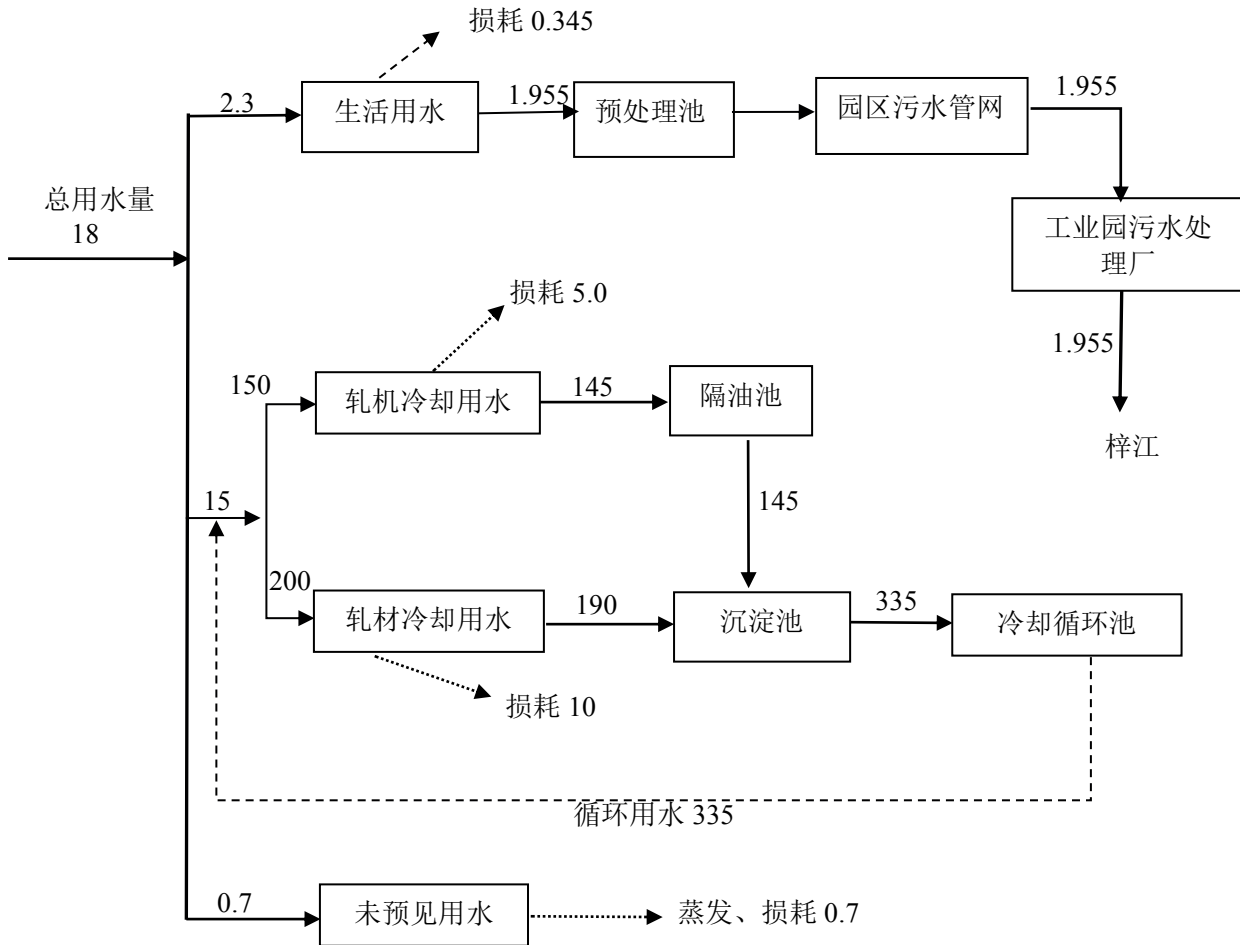 损耗 0.345
2.3
生活用水
1.955
预处理池
园区污水管网
1.955
总用水量
18
工业园污水处
理厂
1.955
梓江
损耗 5.0
150
轧机冷却用水
145
隔油池
145
15
200
轧材冷却用水
190
沉淀池
335
冷却循环池
损耗 10
循环用水 335
0.7
未预见用水
蒸发、损耗 0.7